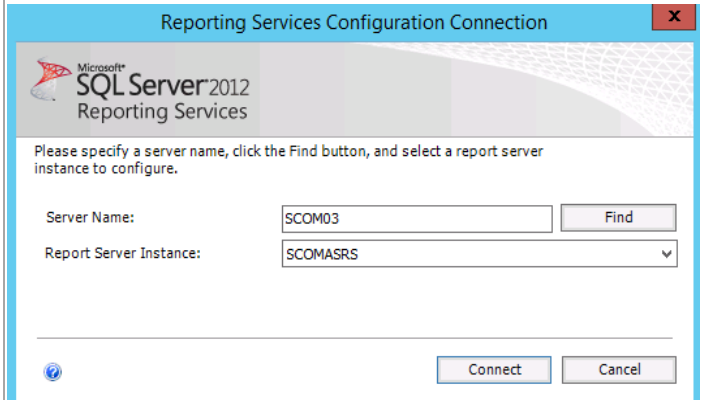 Reporting Services Configuration Connection
x
Microsoft
SQL Server 2012
Reporting Services
Please specify a server name, click the Find button, and select a report server
instance to configure.
Server Name: SCOM03 Find
Report Server Instance: SCOMASRS
? Connect Cancel